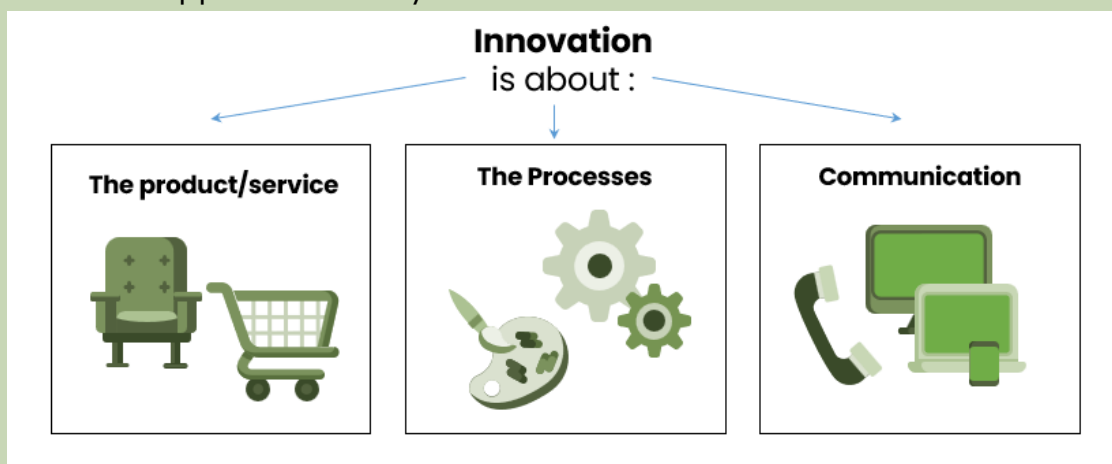 Innovation
is about :
The product/service
The Processes
Communication